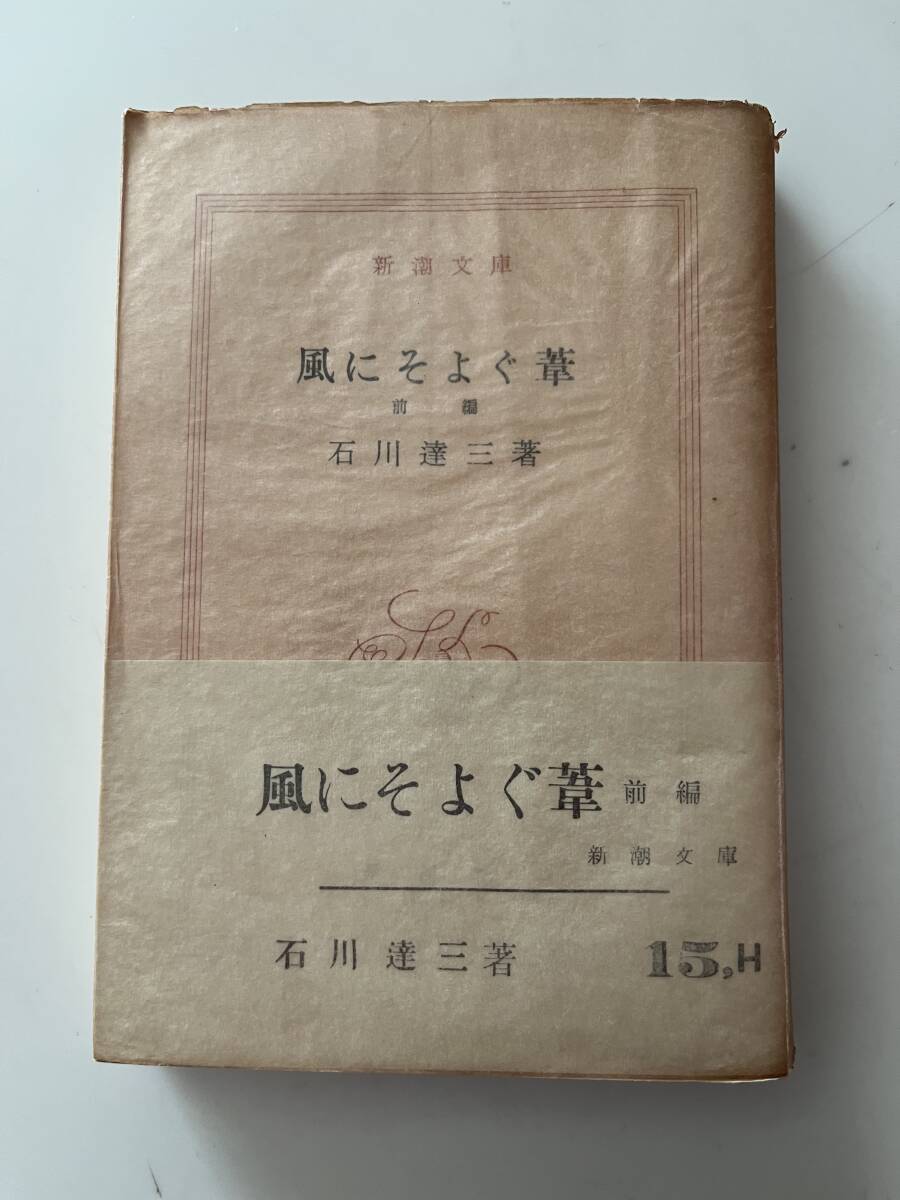 新潮文庫
風にそよぐ葦
前編
石川達三著
風にそよぐ葦 前編
新潮文庫
石川達三著 15,H